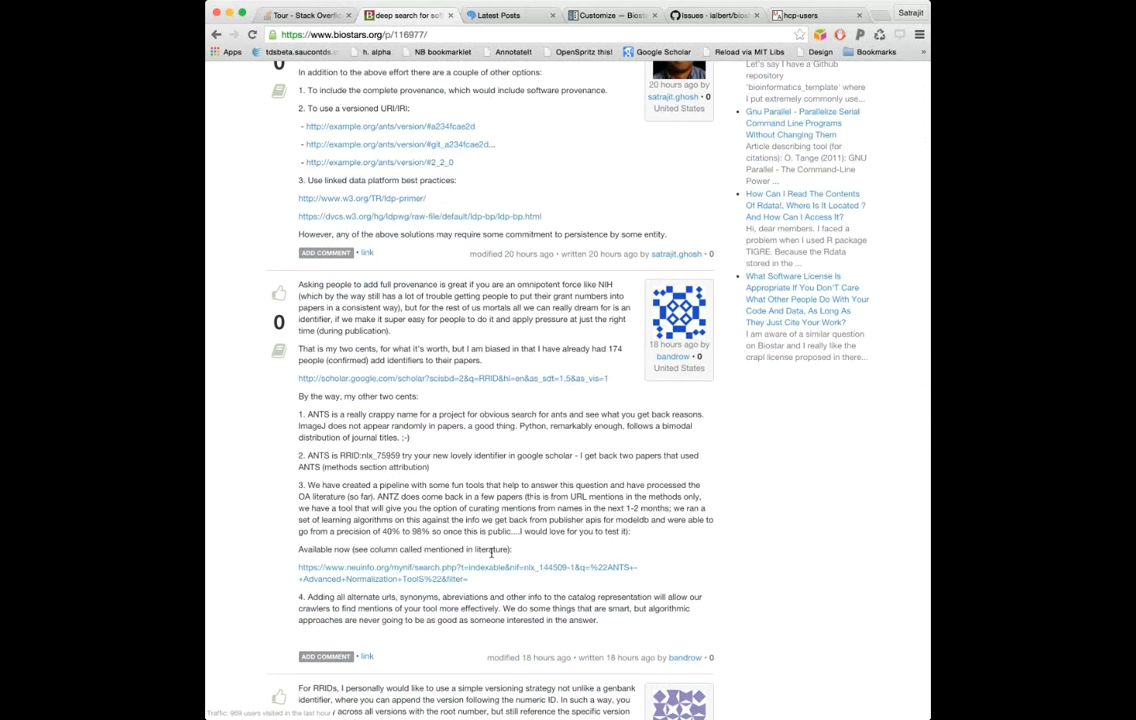 Tour - Stack Overfl
deep search for sof
Latest Posts
Customize — Biosta
Issues · ialbert/bios
hcp-users
Satrajit
https://www.biostars.org/p/116977/
Apps
tdsbeta.sauconts.c
h. alpha
NB bookmarklet
AnnotateIt
OpenSpritz this!
Google Scholar
Reload via MIT Libs
Design
Bookmarks
»
0
In addition to the above effort there are a couple of other options:
1. To include the complete provenance, which would include software provenance.
2. To use a versioned URI/IRI:
- http://example.org/ants/version/#a234fcae2d
- http://example.org/ants/version/#git_a234fcae2d...
- http://example.org/ants/version/#2_2_0
3. Use linked data platform best practices:
http://www.w3.org/TR/ldp-primer/
https://dvcs.w3.org/hg/ldpwg/raw-file/default/ldp-bp/ldp-bp.html
However, any of the above solutions may require some commitment to persistence by some entity.
ADD COMMENT • link
modified 20 hours ago • written 20 hours ago by satrajit.ghosh • 0
20 hours ago by
satrajit.ghosh • 0
United States
Asking people to add full provenance is great if you are an omnipotent force like NIH
(which by the way still has a lot of trouble getting people to put their grant numbers into
papers in a consistent way), but for the rest of us mortals all we can really dream for is an
identifier, if we make it super easy for people to do it and apply pressure at just the right
time (during publication).
0
That is my two cents, for what it's worth, but I am biased in that I have already had 174
people (confirmed) add identifiers to their papers.
http://scholar.google.com/scholar?scisbd=2&q=RRID&hl=en&as_sdt=1,5&as_vis=1
By the way, my other two cents:
1. ANTS is a really crappy name for a project for obvious search for ants and see what you get back reasons.
ImageJ does not appear randomly in papers, a good thing. Python, remarkably enough, follows a bimodal
distribution of journal titles. ;-)
2. ANTS is RRID:nlx_75959 try your new lovely identifier in google scholar - I get back two papers that used
ANTS (methods section attribution)
3. We have created a pipeline with some fun tools that help to answer this question and have processed the
OA literature (so far). ANTZ does come back in a few papers (this is from URL mentions in the methods only,
we have a tool that will give you the option of curating mentions from names in the next 1-2 months; we ran a
set of learning algorithms on this against the info we get back from publisher apis for modeldb and were able to
go from a precision of 40% to 98% so once this is public....I would love for you to test it):
Available now (see column called mentioned in literature):
https://www.neuinfo.org/mynif/search.php?t=indexable&nif=nlx_144509-1&q=%22ANTS+-
+Advanced+Normalization+ToolS%22&filter=
4. Adding all alternate urls, synonyms, abreviations and other info to the catalog representation will allow our
crawlers to find mentions of your tool more effectively. We do some things that are smart, but algorithmic
approaches are never going to be as good as someone interested in the answer.
ADD COMMENT • link
modified 18 hours ago • written 18 hours ago by bandrow • 0
18 hours ago by
bandrow • 0
United States
For RRIDs, I personally would like to use a simple versioning strategy not unlike a genbank
identifier, where you can append the version following the numeric ID. In such a way, you
across all versions with the root number, but still reference the specific version
Traffic: 969 users visited in the last hour
Let's say I have a Github
repository
'bioinformatics_template' where
I put extremely commonly use...
Gnu Parallel - Parallelize Serial
Command Line Programs
Without Changing Them
Article describing tool (for
citations): O. Tange (2011): GNU
Parallel - The Command-Line
Power ...
How Can I Read The Contents
Of Rdata!, Where Is It Located ?
And How Can I Access It?
Hi, dear members. I faced a
problem when I used R package
TIGRE. Because the Rdata
stored in the ...
What Software License Is
Appropriate If You Don'T Care
What Other People Do With Your
Code And Data, As Long As
They Just Cite Your Work?
I am aware of a similar question
on Biostar and I really like the
crapl license proposed in there...